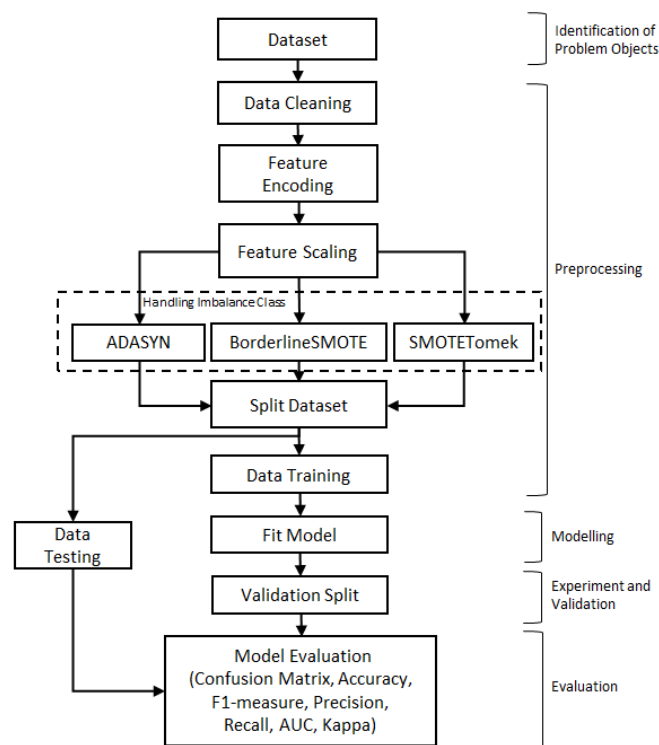 Dataset
Identification of
Problem Objects
Data Cleaning
Feature
Encoding
Feature Scaling
Preprocessing
Handling Imbalance Class
ADASYN
BorderlineSMOTE
SMOTETomek
Split Dataset
Data Training
Data
Testing
Fit Model
Modelling
Validation Split
Experiment and
Validation
Model Evaluation
(Confusion Matrix, Accuracy,
F1-measure, Precision,
Recall, AUC, Kappa)
Evaluation